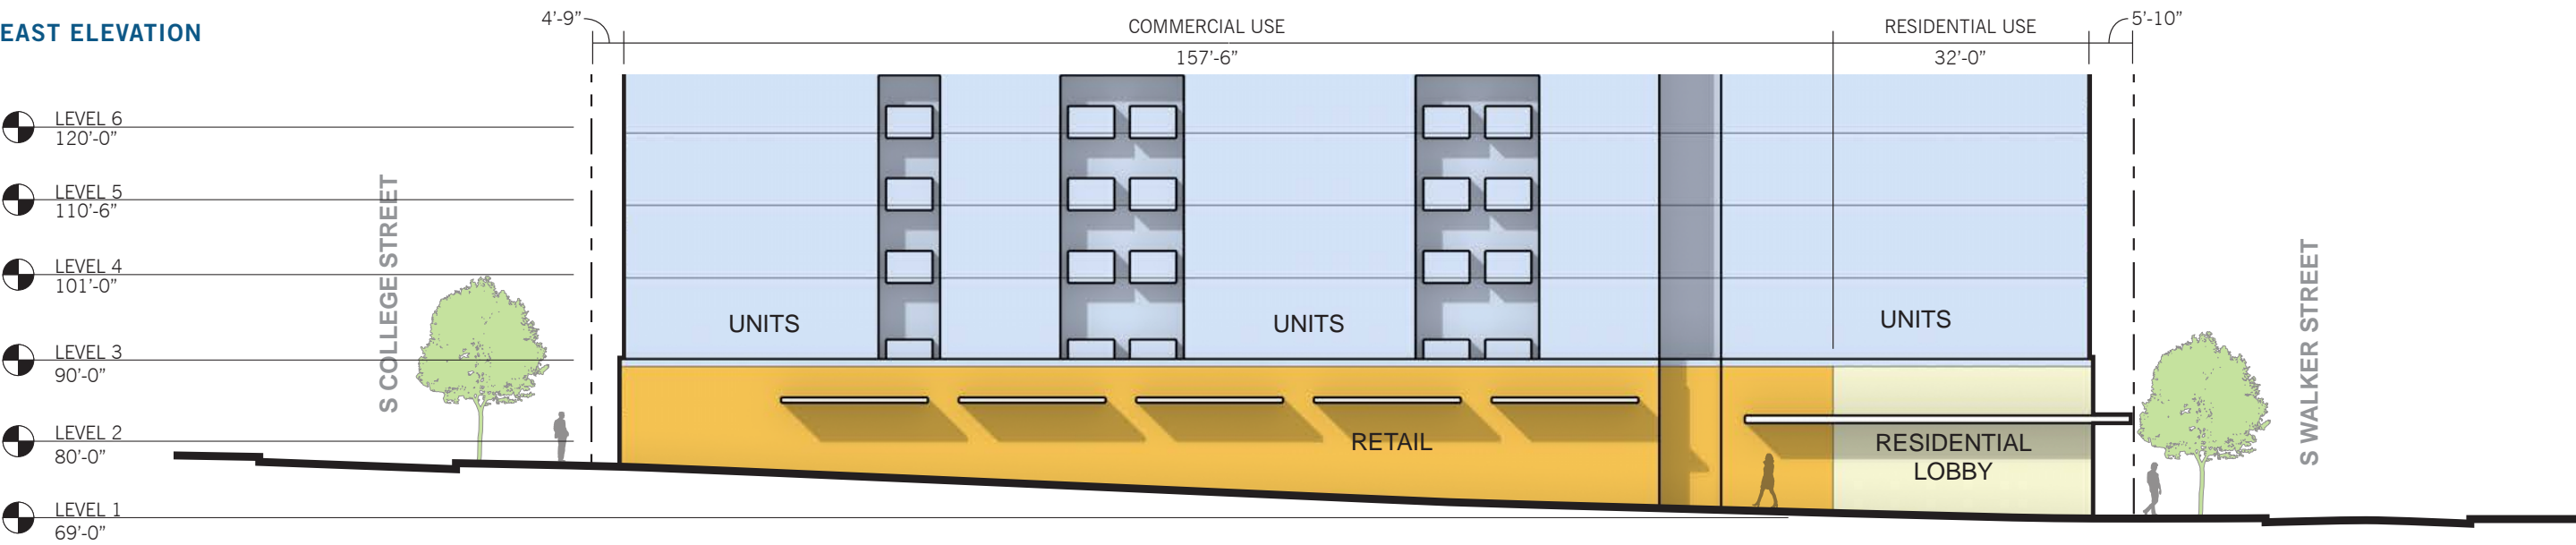 EAST ELEVATION
4’-9”
COMMERCIAL USE
157’-6”
RESIDENTIAL USE
32’-0”
5’-10”
LEVEL 6
120’-0”
LEVEL 5
110’-6”
LEVEL 4
101’-0”
LEVEL 3
90’-0”
LEVEL 2
80’-0”
LEVEL 1
69’-0”
S COLLEGE STREET
UNITS
UNITS
UNITS
RETAIL
RESIDENTIAL
LOBBY
S WALKER STREET